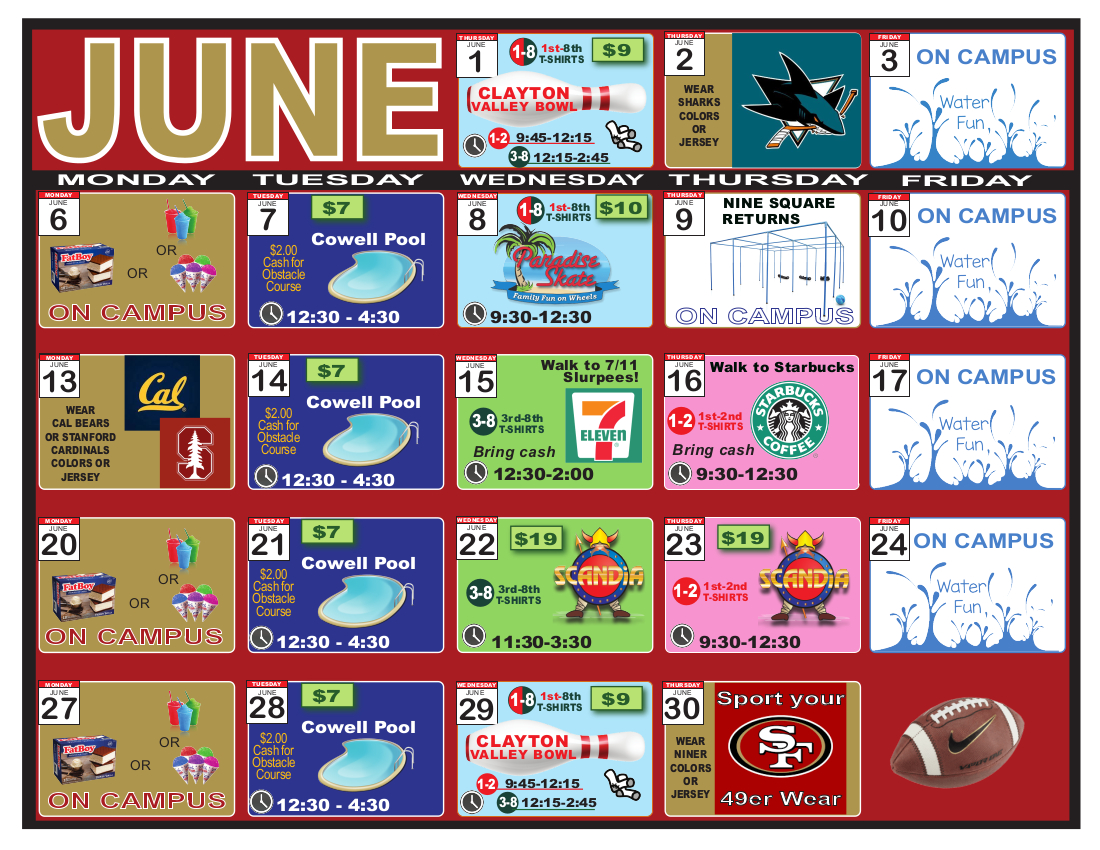 JUNE
THURSDAY
JUNE
1
1-8 1st-8th
T-SHIRTS
$9
CLAYTON
VALLEY BOWL
1-2 9:45-12:15
3-8 12:15-2:45
THURSDAY
JUNE
2
WEAR
SHARKS
COLORS
OR
JERSEY
FRIDAY
JUNE
3
ON CAMPUS
Water
Fun
MONDAY TUESDAY WEDNESDAY THURSDAY FRIDAY
MONDAY
JUNE
6
OR
FatBoy
OR
ON CAMPUS
TUESDAY
JUNE
7
$7
Cowell Pool
$2.00
Cash for
Obstacle
Course
12:30 - 4:30
WEDNESDAY
JUNE
8
1-8 1st-8th
T-SHIRTS
$10
Paradise
Skate
Family Fun on Wheels
9:30-12:30
THURSDAY
JUNE
9
NINE SQUARE
RETURNS
ON CAMPUS
FRIDAY
JUNE
10
ON CAMPUS
Water
Fun
MONDAY
JUNE
13
Cal
WEAR
CAL BEARS
OR STANFORD
CARDINALS
COLORS OR
JERSEY
S
TUESDAY
JUNE
14
$7
Cowell Pool
$2.00
Cash for
Obstacle
Course
12:30 - 4:30
WEDNESDAY
JUNE
15
Walk to 7/11
Slurpees!
3-8 3rd-8th
T-SHIRTS
7
ELEVEN
Bring cash
12:30-2:00
THURSDAY
JUNE
16
Walk to Starbucks
1-2 1st-2nd
T-SHIRTS
STARBUCKS
COFFEE
Bring cash
9:30-12:30
FRIDAY
JUNE
17
ON CAMPUS
Water
Fun
MONDAY
JUNE
20
OR
FatBoy
OR
ON CAMPUS
TUESDAY
JUNE
21
$7
Cowell Pool
$2.00
Cash for
Obstacle
Course
12:30 - 4:30
WEDNESDAY
JUNE
22
$19
SCANDIA
3-8 3rd-8th
T-SHIRTS
11:30-3:30
THURSDAY
JUNE
23
$19
SCANDIA
1-2 1st-2nd
T-SHIRTS
9:30-12:30
FRIDAY
JUNE
24
ON CAMPUS
Water
Fun
MONDAY
JUNE
27
OR
FatBoy
OR
ON CAMPUS
TUESDAY
JUNE
28
$7
Cowell Pool
$2.00
Cash for
Obstacle
Course
12:30 - 4:30
WEDNESDAY
JUNE
29
1-8 1st-8th
T-SHIRTS
$9
CLAYTON
VALLEY BOWL
1-2 9:45-12:15
3-8 12:15-2:45
THURSDAY
JUNE
30
Sport your
WEAR
NINER
COLORS
OR
JERSEY
SF
49er Wear